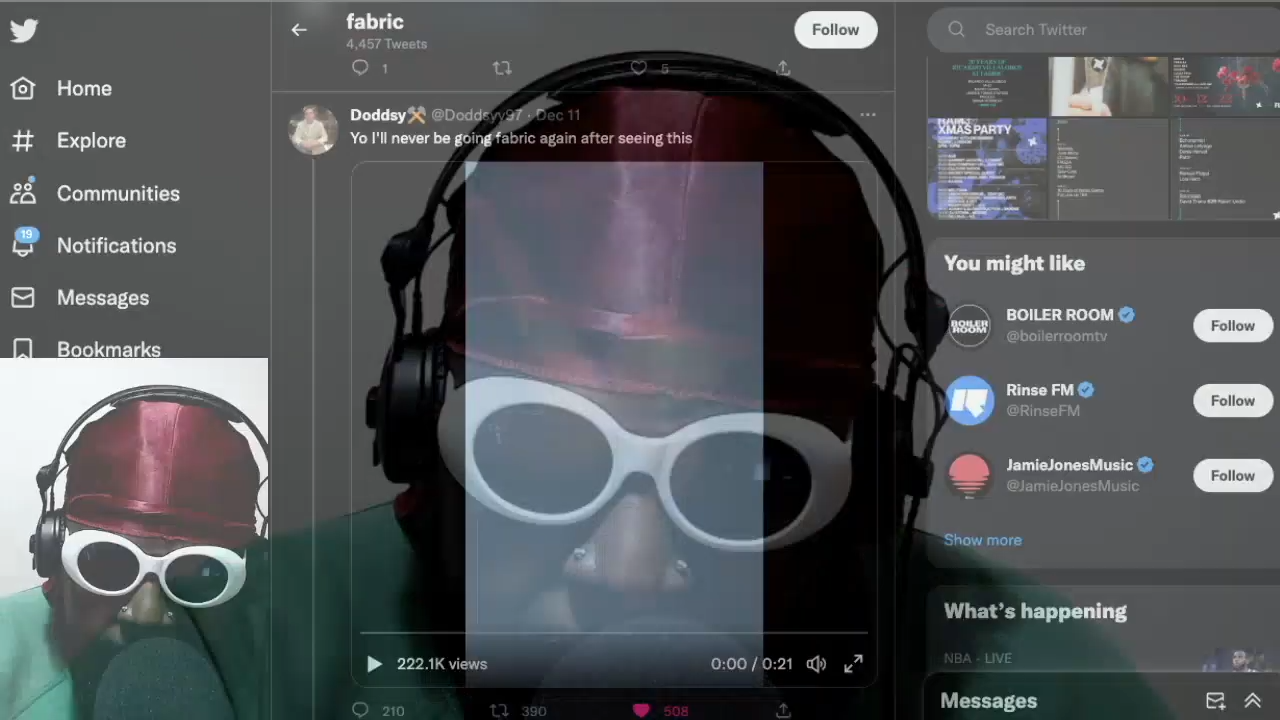 Home
Explore
Communities
19
Notifications
Messages
Bookmarks
fabric
4,457 Tweets
Follow
1
5
Doddsy⚒ @Doddsyy97 · Dec 11
Yo I'll never be going fabric again after seeing this
222.1K views
0:00 / 0:21
210
390
508
Search Twitter
XMAS PARTY
You might like
BOILER ROOM
@boilerroomtv
Follow
BOILER
ROOM
Rinse FM
@RinseFM
Follow
JamieJonesMusic
@JamieJonesMusic
Follow
Show more
What's happening
NBA · LIVE
Messages